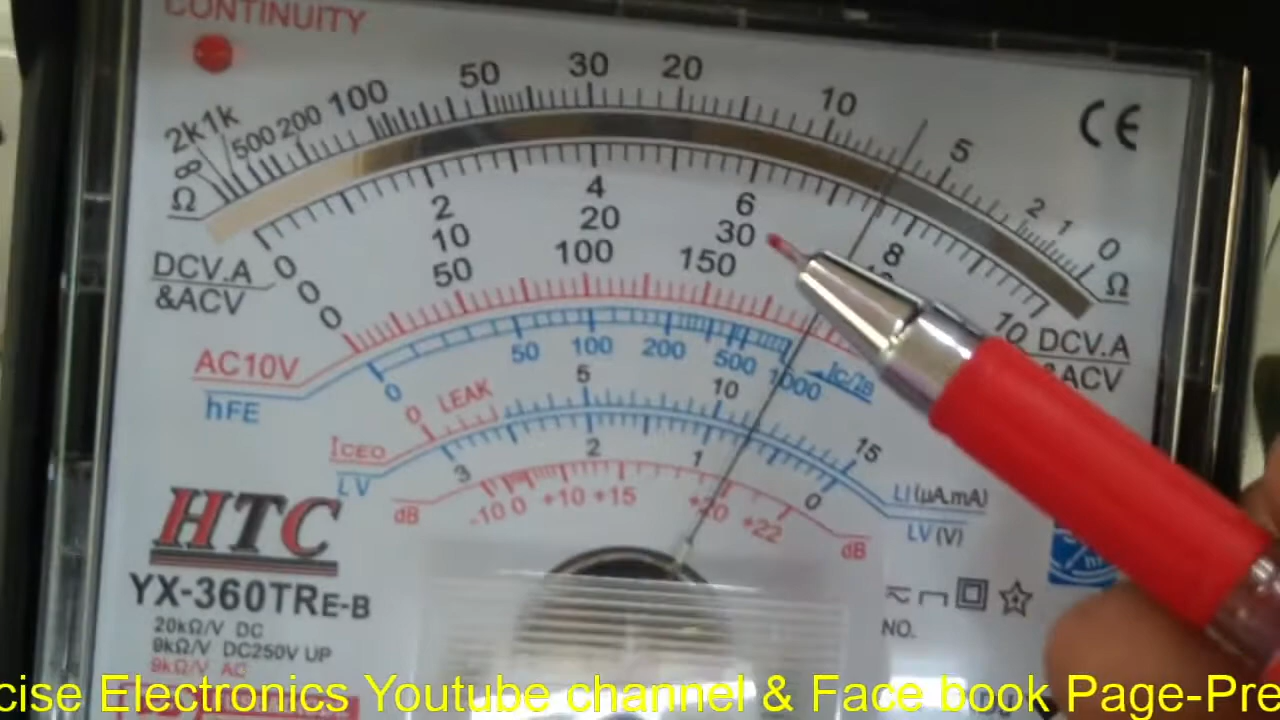 CONTINUITY
2k 1k 500 200 100 50 30 20 10 5 2 1 0
∞
Ω Ω
CE
0 2 4 6 8 10
0 10 20 30
0 50 100 150
DCV.A
&ACV
DCV.A
ACV
AC10V
hFE
0 50 100 200 500 1000 IC/IB
0 LEAK 5 10 15
ICEO
LV
LI(μA.mA)
LV(V)
3 2 1 0
dB -10 0 +10 +15 +20 +22 dB
HTC
YX-360TRE-B
20kΩ/V DC
9kΩ/V DC250V UP
9kΩ/V AC
NO.
cise Electronics Youtube channel & Face book Page-Pre